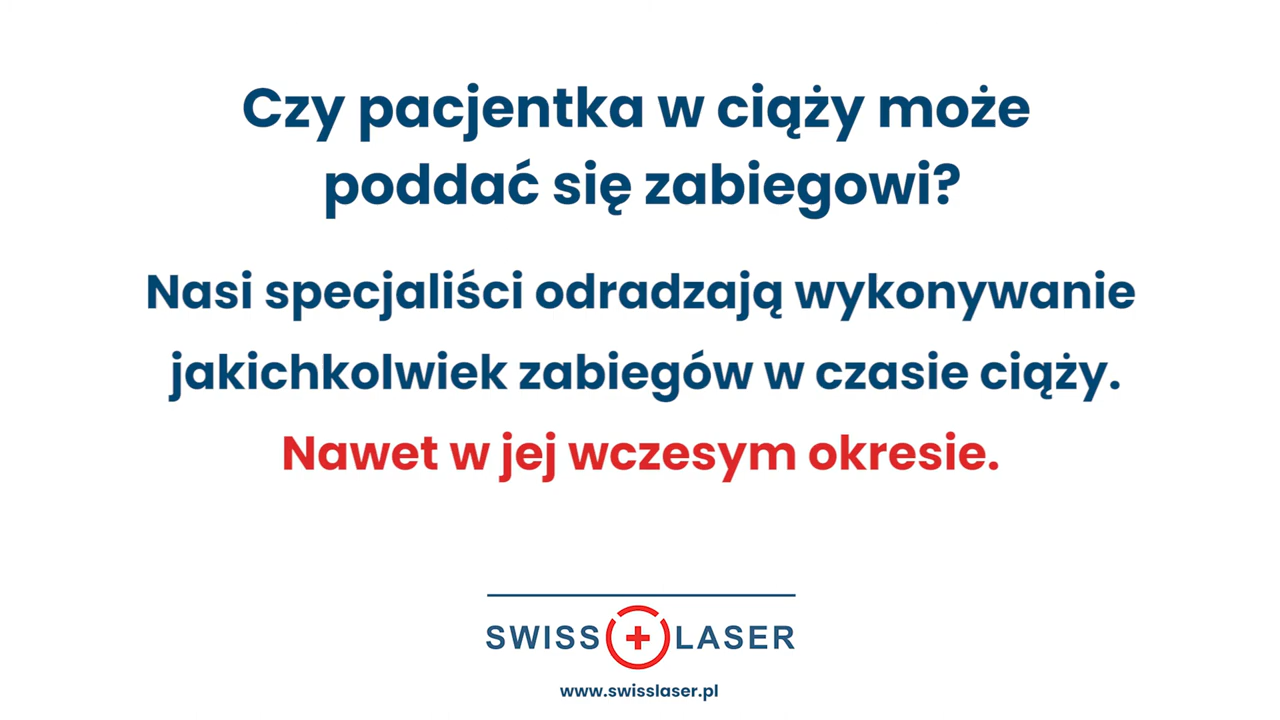 Czy pacjentka w ciąży może
poddać się zabiegowi?
Nasi specjaliści odradzają wykonywanie
jakichkolwiek zabiegów w czasie ciąży.
Nawet w jej wczesym okresie.
SWISS LASER
www.swisslaser.pl